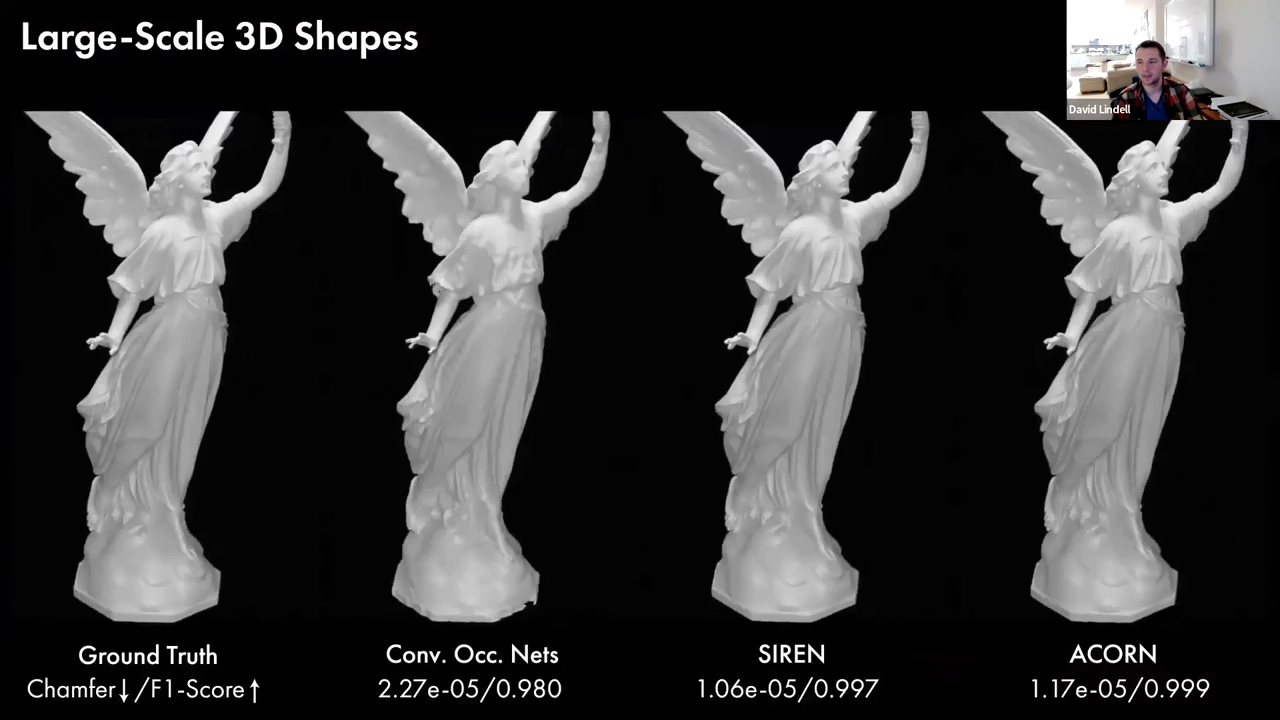 Large-Scale 3D Shapes
David Lindell
Ground Truth
Chamfer↓/F1-Score↑
Conv. Occ. Nets
2.27e-05/0.980
SIREN
1.06e-05/0.997
ACORN
1.17e-05/0.999